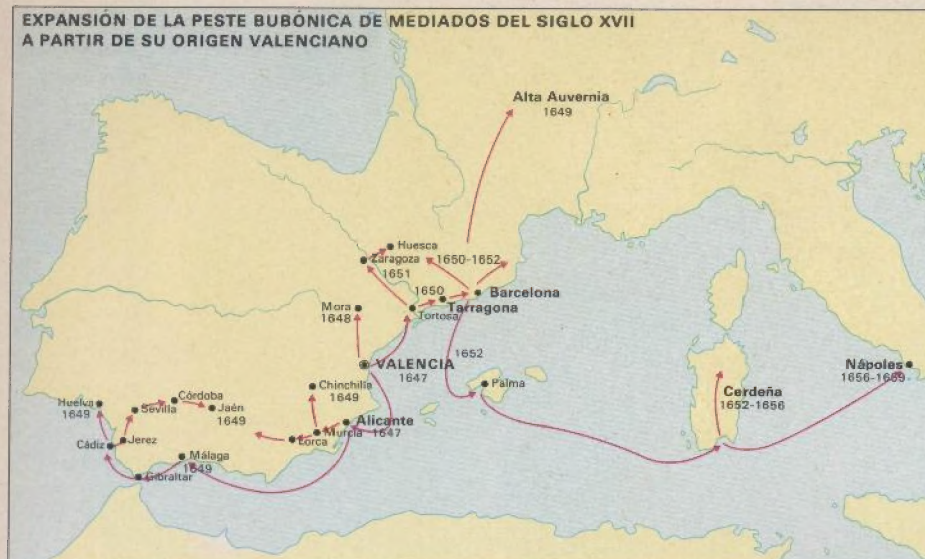 EXPANSIÓN DE LA PESTE BUBÓNICA DE MEDIADOS DEL SIGLO XVII
A PARTIR DE SU ORIGEN VALENCIANO
Alta Auvernia
1649
Huesca
Zaragoza
1650-1652
1651
1650
Barcelona
Tarragona
Tortosa
Mora
1648
1652
VALENCIA
1647
Palma
Nápoles
1656-1659
Cerdeña
1652-1656
Chinchilla
1649
Huelva
1649
Córdoba
Sevilla
Jaén
1649
Alicante
1647
Murcia
Lorca
Cádiz
Jerez
Málaga
1649
Gibraltar